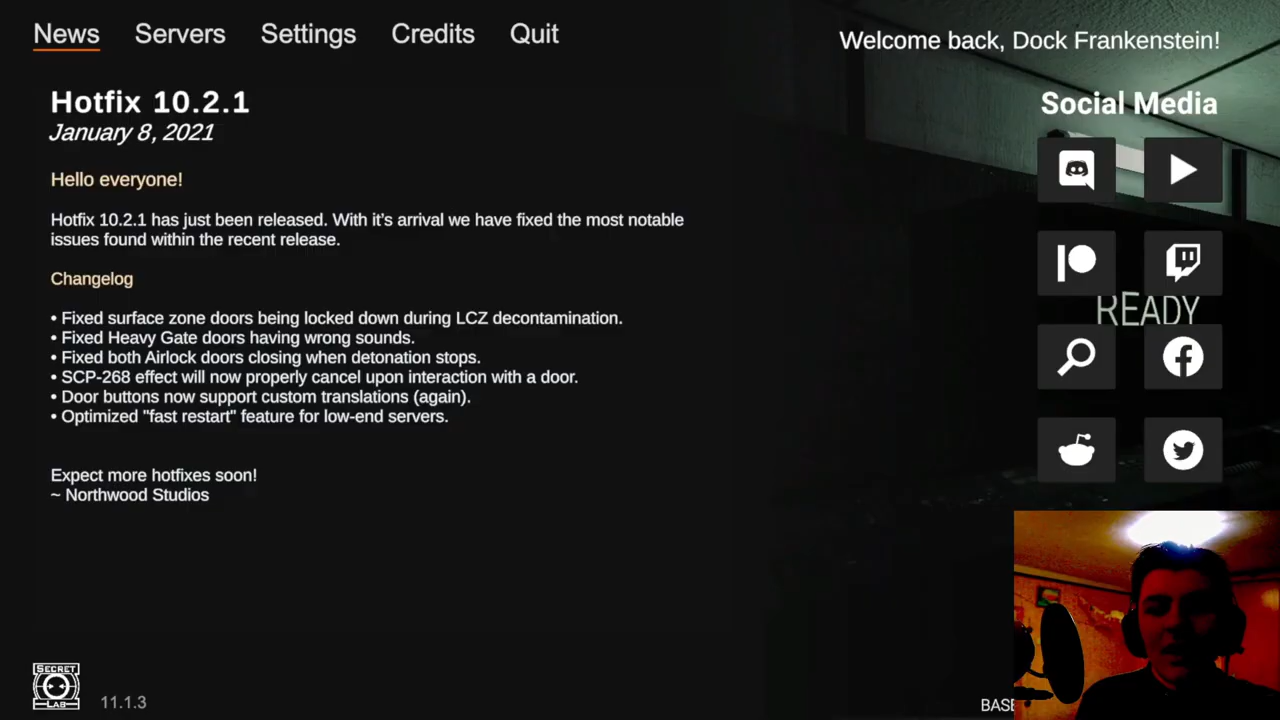 News Servers Settings Credits Quit
Welcome back, Dock Frankenstein!
Hotfix 10.2.1
January 8, 2021
Hello everyone!
Hotfix 10.2.1 has just been released. With it's arrival we have fixed the most notable
issues found within the recent release.
Changelog
• Fixed surface zone doors being locked down during LCZ decontamination.
• Fixed Heavy Gate doors having wrong sounds.
• Fixed both Airlock doors closing when detonation stops.
• SCP-268 effect will now properly cancel upon interaction with a door.
• Door buttons now support custom translations (again).
• Optimized "fast restart" feature for low-end servers.
Expect more hotfixes soon!
~ Northwood Studios
Social Media
READY
SECRET
LAB
11.1.3
BASE